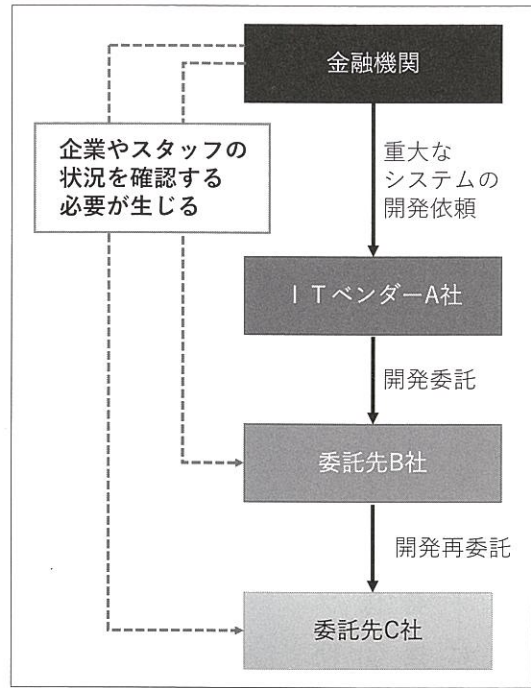 金融機関
企業やスタッフの
状況を確認する
必要が生じる
重大な
システムの
開発依頼
ITベンダーA社
開発委託
委託先B社
開発再委託
委託先C社